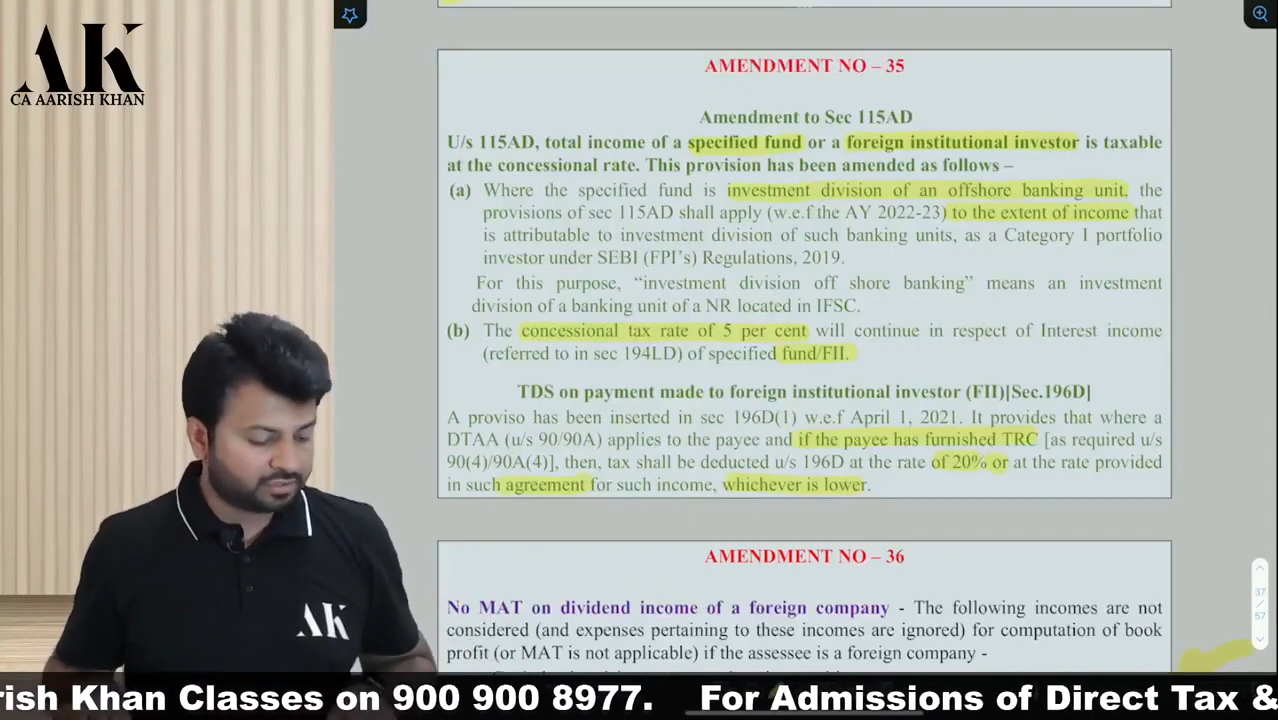 AK
CA AARISH KHAN
AMENDMENT NO – 35
Amendment to Sec 115AD
U/s 115AD, total income of a specified fund or a foreign institutional investor is taxable
at the concessional rate. This provision has been amended as follows –
(a) Where the specified fund is investment division of an offshore banking unit, the
provisions of sec 115AD shall apply (w.e.f the AY 2022-23) to the extent of income that
is attributable to investment division of such banking units, as a Category I portfolio
investor under SEBI (FPI's) Regulations, 2019.
For this purpose, “investment division off shore banking” means an investment
division of a banking unit of a NR located in IFSC.
(b) The concessional tax rate of 5 per cent will continue in respect of Interest income
(referred to in sec 194LD) of specified fund/FII.
TDS on payment made to foreign institutional investor (FII)[Sec.196D]
A proviso has been inserted in sec 196D(1) w.e.f April 1, 2021. It provides that where a
DTAA (u/s 90/90A) applies to the payee and if the payee has furnished TRC [as required u/s
90(4)/90A(4)], then, tax shall be deducted u/s 196D at the rate of 20% or at the rate provided
in such agreement for such income, whichever is lower.
AMENDMENT NO – 36
No MAT on dividend income of a foreign company - The following incomes are not
considered (and expenses pertaining to these incomes are ignored) for computation of book
profit (or MAT is not applicable) if the assessee is a foreign company -
37
/
57
AK
rish Khan Classes on 900 900 8977. For Admissions of Direct Tax &